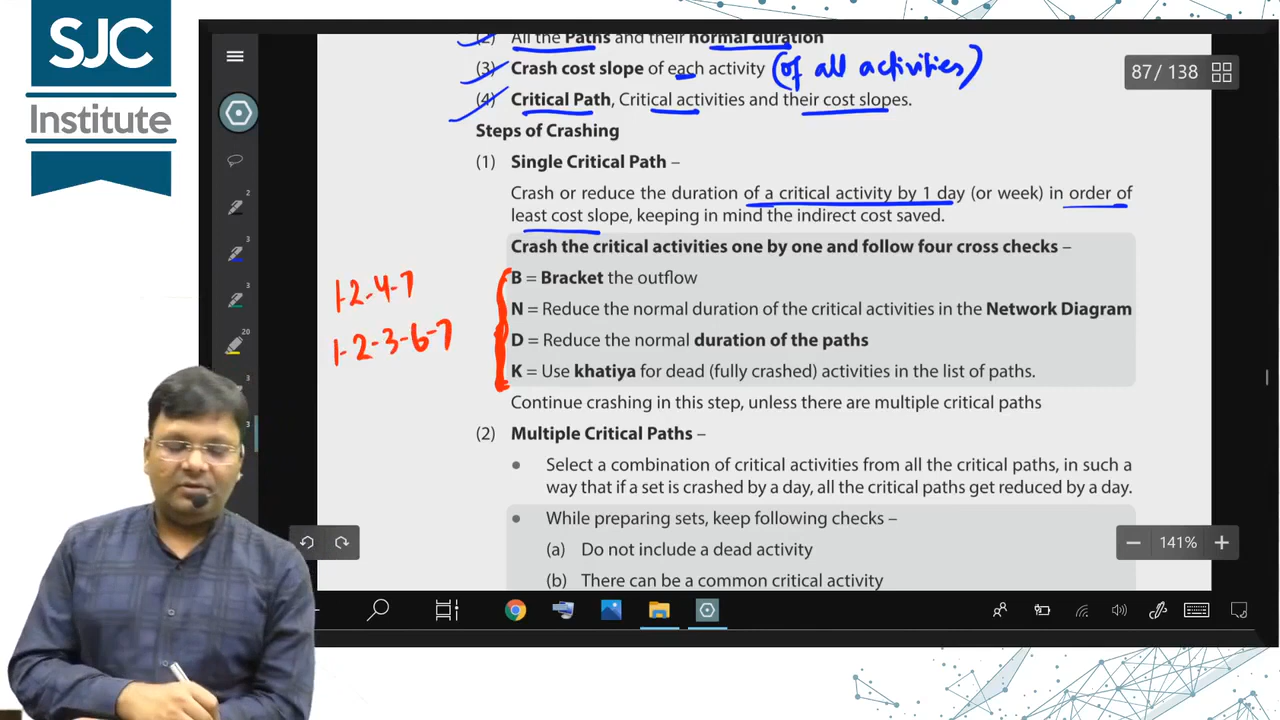 SJC
Institute
(2) All the Paths and their normal duration
(3) Crash cost slope of each activity (of all activities)
87 / 138
(4) Critical Path, Critical activities and their cost slopes.
Steps of Crashing
(1) Single Critical Path –
Crash or reduce the duration of a critical activity by 1 day (or week) in order of
least cost slope, keeping in mind the indirect cost saved.
Crash the critical activities one by one and follow four cross checks –
B = Bracket the outflow
1-2-4-7
N = Reduce the normal duration of the critical activities in the Network Diagram
1-2-3-6-7
D = Reduce the normal duration of the paths
K = Use khatiya for dead (fully crashed) activities in the list of paths.
Continue crashing in this step, unless there are multiple critical paths
(2) Multiple Critical Paths –
• Select a combination of critical activities from all the critical paths, in such a
way that if a set is crashed by a day, all the critical paths get reduced by a day.
• While preparing sets, keep following checks –
(a) Do not include a dead activity
141%
(b) There can be a common critical activity
2
3
3
20
3